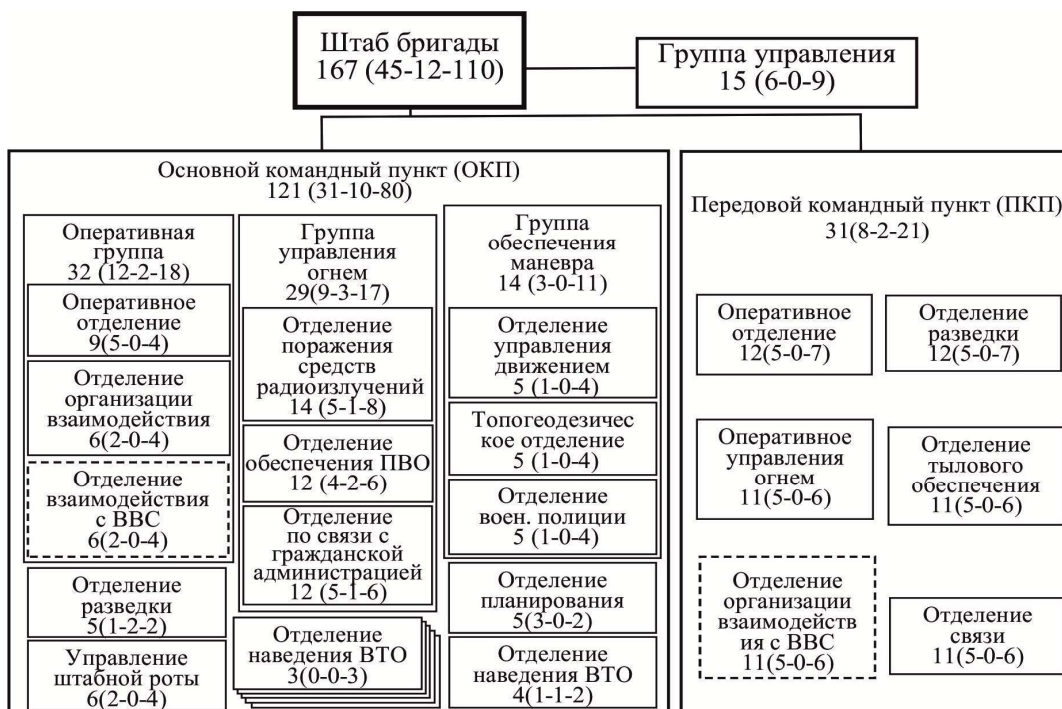 Штаб бригады
167 (45-12-110)
Группа управления
15 (6-0-9)
Основной командный пункт (ОКП)
121 (31-10-80)
Оперативная
группа
32 (12-2-18)
Оперативное
отделение
9(5-0-4)
Отделение
организации
взаимодействия
6(2-0-4)
Отделение
взаимодействия
с ВВС
6(2-0-4)
Отделение
разведки
5(1-2-2)
Управление
штабной роты
6(2-0-4)
Группа
управления
огнем
29(9-3-17)
Отделение
поражения
средств
радиоизлучений
14 (5-1-8)
Отделение
обеспечения ПВО
12 (4-2-6)
Отделение
по связи с
гражданской
администрацией
12 (5-1-6)
Отделение
наведения ВТО
3(0-0-3)
Группа
обеспечения
маневра
14 (3-0-11)
Отделение
управления
движением
5 (1-0-4)
Топогеодезичес
кое отделение
5 (1-0-4)
Отделение
воен. полиции
5 (1-0-4)
Отделение
планирования
5(3-0-2)
Отделение
наведения ВТО
4(1-1-2)
Передовой командный пункт (ПКП)
31(8-2-21)
Оперативное
отделение
12(5-0-7)
Отделение
разведки
12(5-0-7)
Оперативное
управления
огнем
11(5-0-6)
Отделение
тылового
обеспечения
11(5-0-6)
Отделение
организации
взаимодейств
ия с ВВС
11(5-0-6)
Отделение
связи
11(5-0-6)